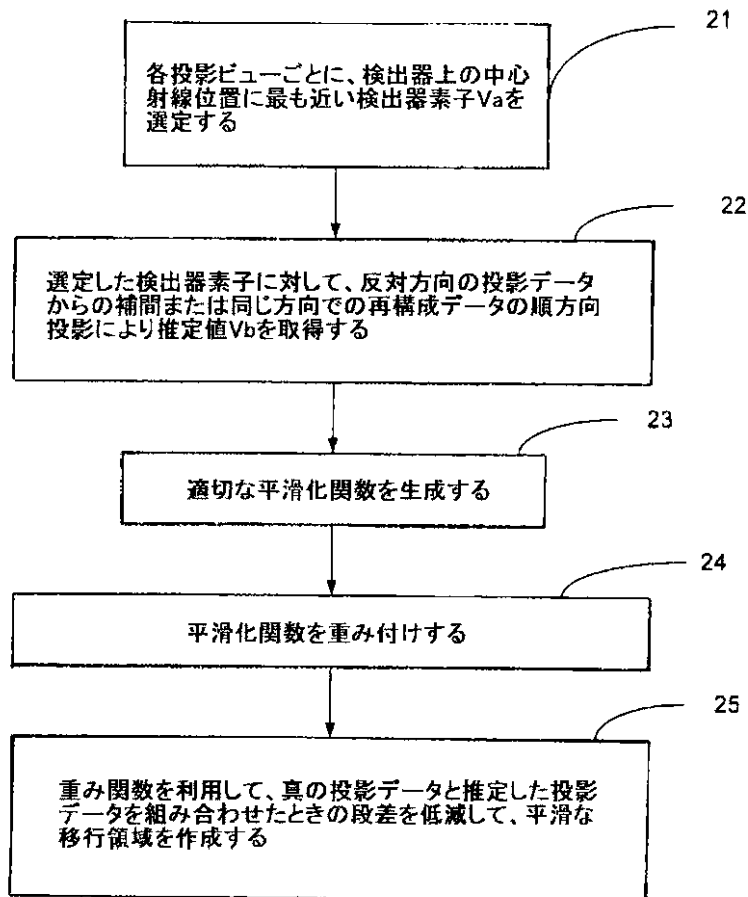 21
各投影ビューごとに、検出器上の中心
射線位置に最も近い検出器素子Vaを
選定する
22
選定した検出器素子に対して、反対方向の投影データ
からの補間または同じ方向での再構成データの順方向
投影により推定値Vbを取得する
23
適切な平滑化関数を生成する
24
平滑化関数を重み付けする
25
重み関数を利用して、真の投影データと推定した投影
データを組み合わせたときの段差を低減して、平滑な
移行領域を作成する